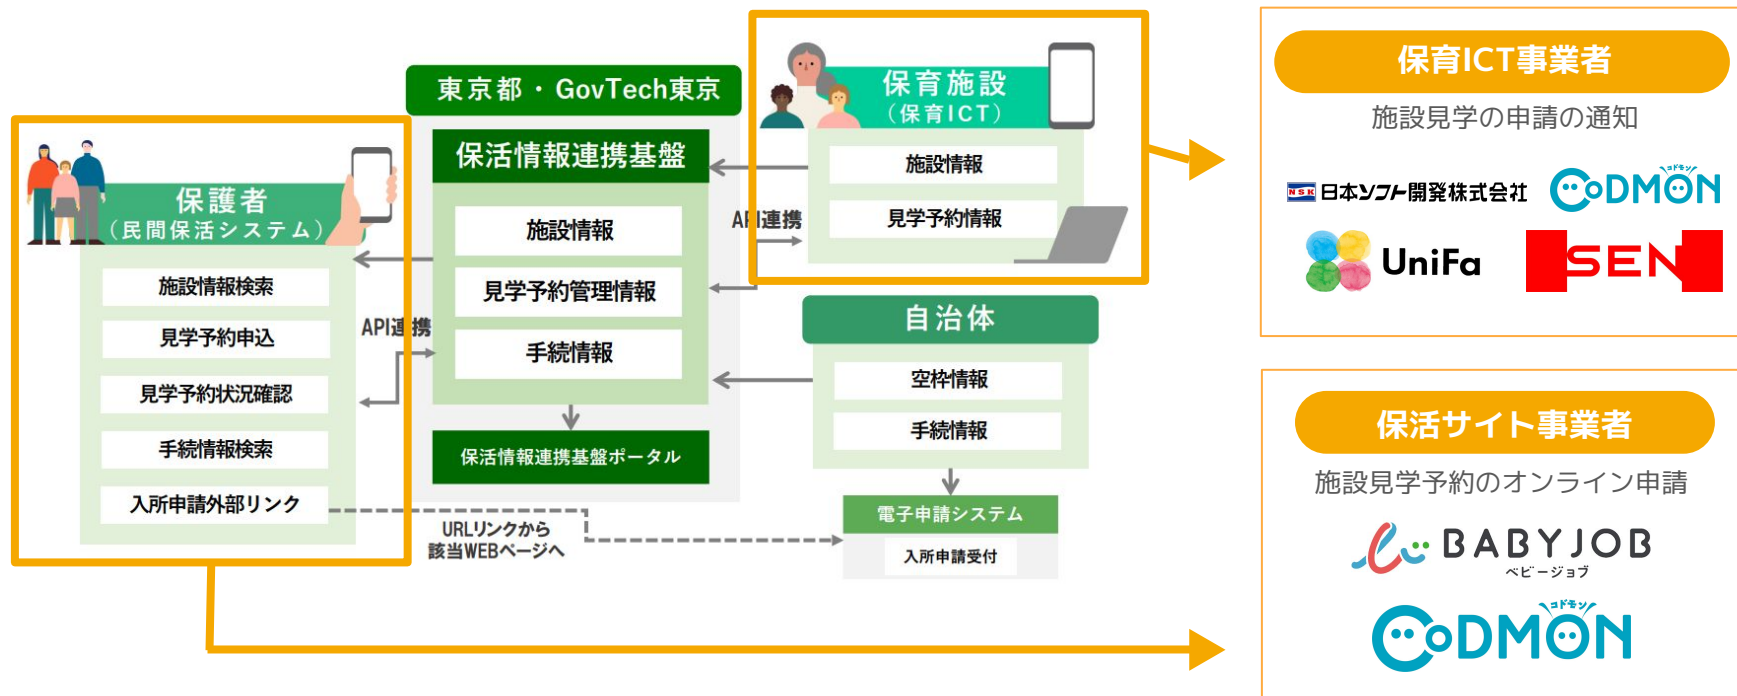 保護者
(民間保活システム)
施設情報検索
見学予約申込
見学予約状況確認
手続情報検索
入所申請外部リンク
API連携
東京都・GovTech東京
保活情報連携基盤
施設情報
見学予約管理情報
手続情報
保活情報連携基盤ポータル
URLリンクから
該当WEBページへ
API連携
保育施設
(保育ICT)
施設情報
見学予約情報
自治体
空枠情報
手続情報
電子申請システム
入所申請受付
保育ICT事業者
施設見学の申請の通知
NSK 日本ソフト開発株式会社
コドモン
CoDMON
UniFa
SEN
保活サイト事業者
施設見学予約のオンライン申請
BABYJOB
ベビージョブ
コドモン
CoDMON